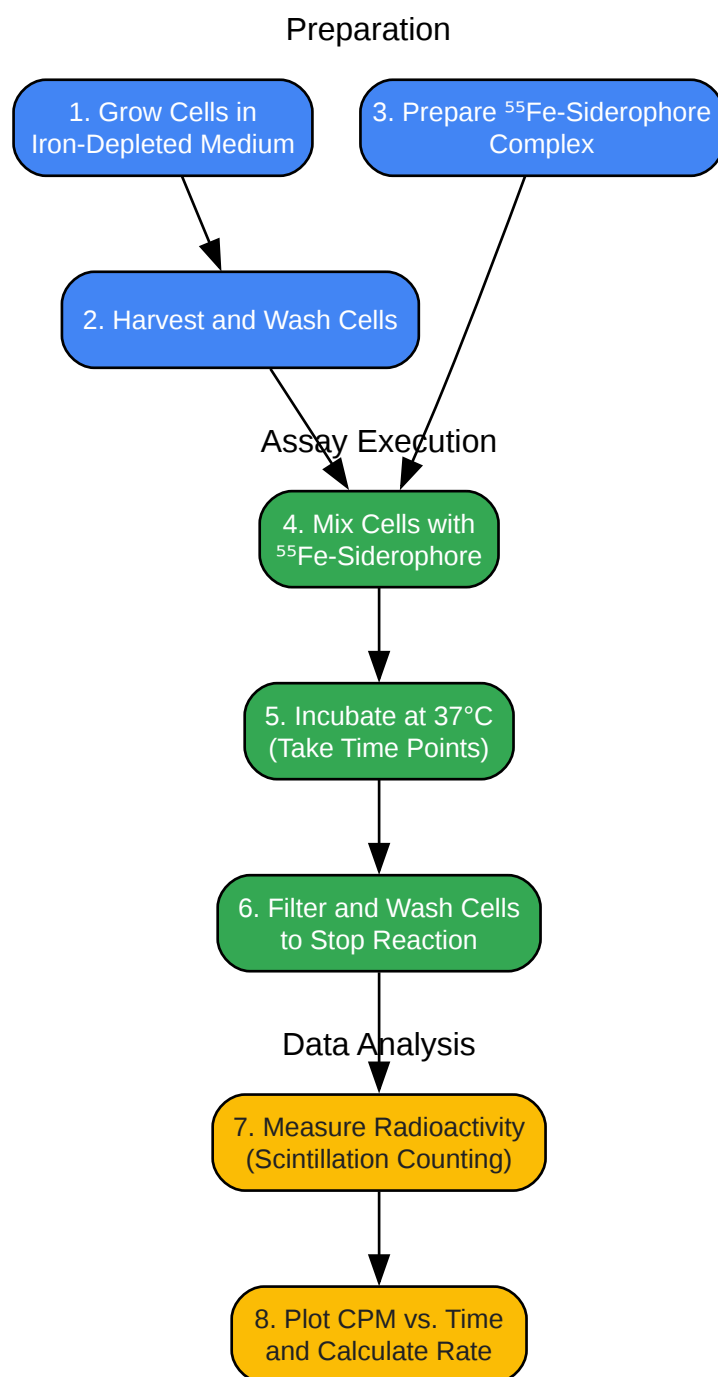 Preparation
1. Grow Cells in
Iron-Depleted Medium
3. Prepare ⁵⁵Fe-Siderophore
Complex
2. Harvest and Wash Cells
Assay Execution
4. Mix Cells with
⁵⁵Fe-Siderophore
5. Incubate at 37°C
(Take Time Points)
6. Filter and Wash Cells
to Stop Reaction
Data Analysis
7. Measure Radioactivity
(Scintillation Counting)
8. Plot CPM vs. Time
and Calculate Rate